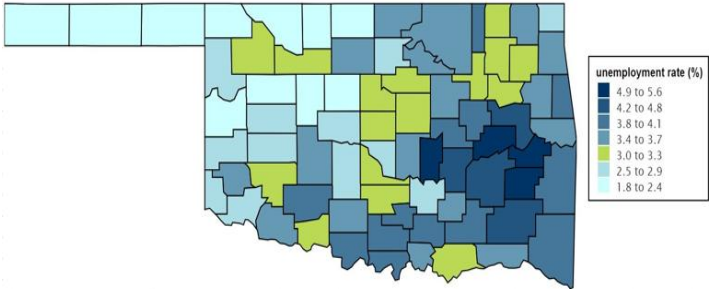 unemployment rate (%)
4.9 to 5.6
4.2 to 4.8
3.8 to 4.1
3.4 to 3.7
3.0 to 3.3
2.5 to 2.9
1.8 to 2.4